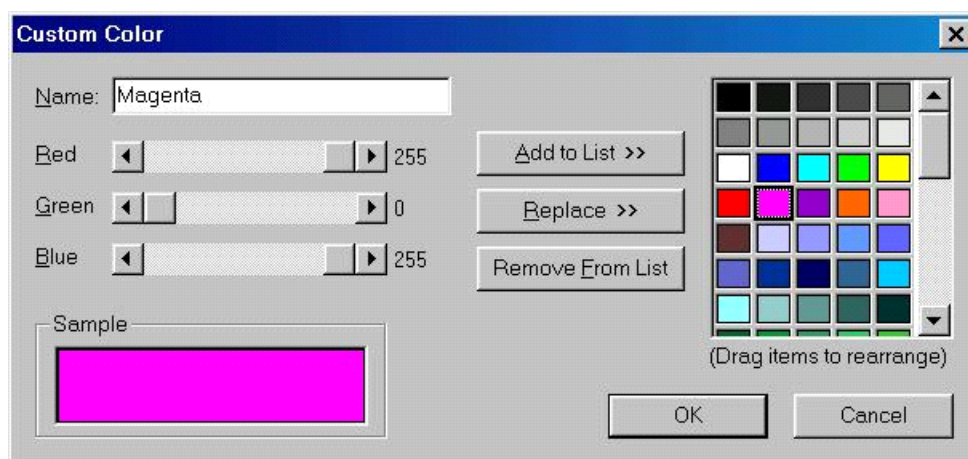 Custom Color
Name: Magenta
Red 255
Green 0
Blue 255
Add to List >>
Replace >>
Remove From List
Sample
(Drag items to rearrange)
OK
Cancel